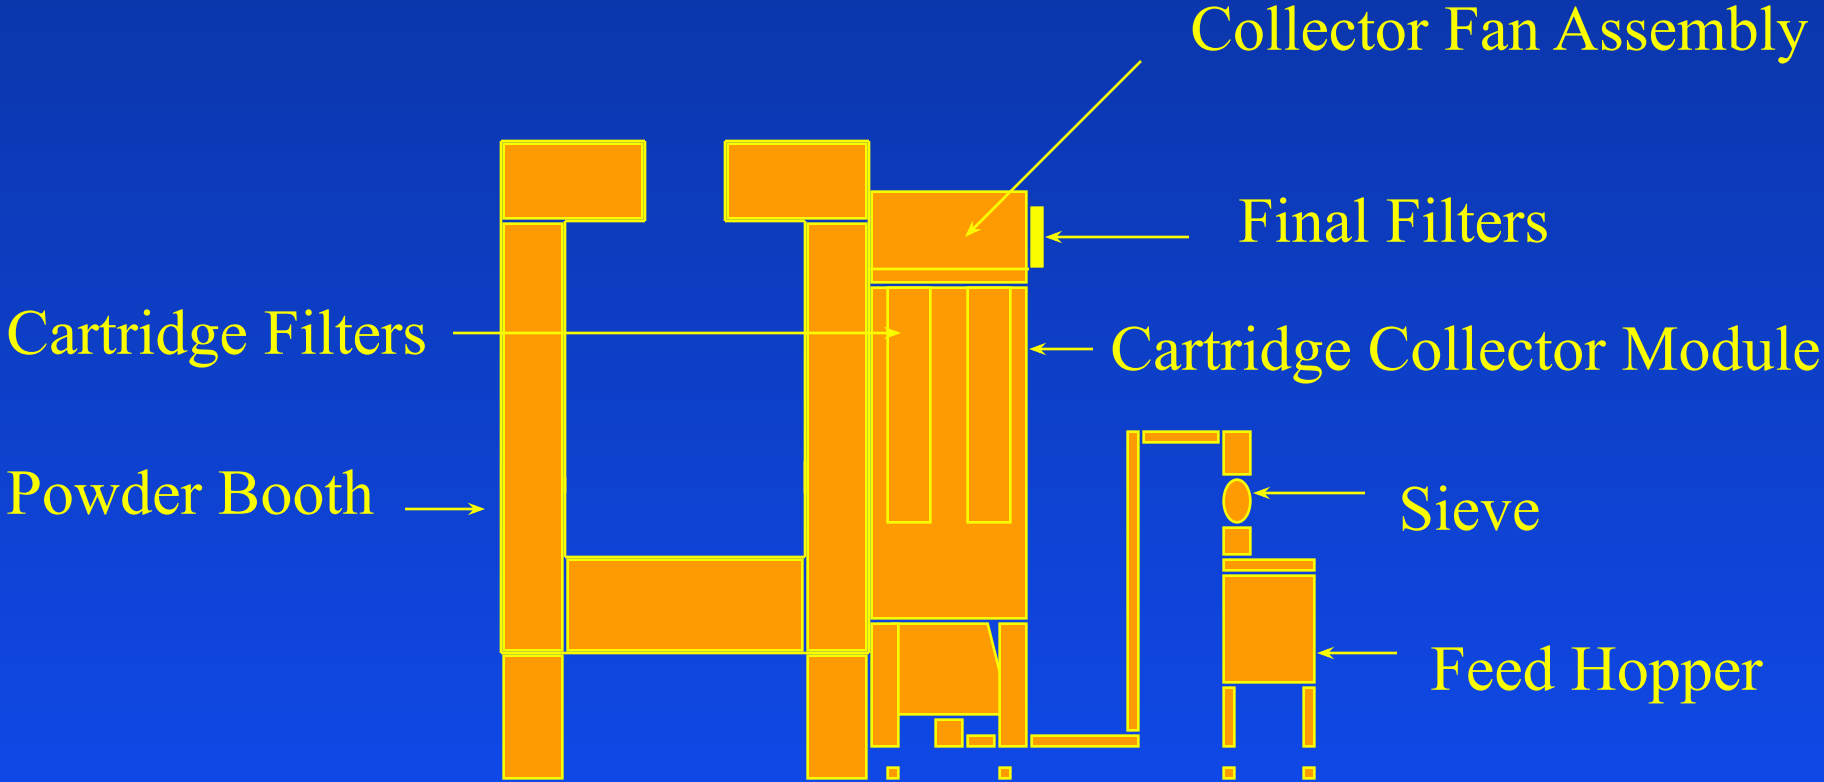 Collector Fan Assembly
Final Filters
Cartridge Filters
Cartridge Collector Module
Powder Booth
Sieve
Feed Hopper